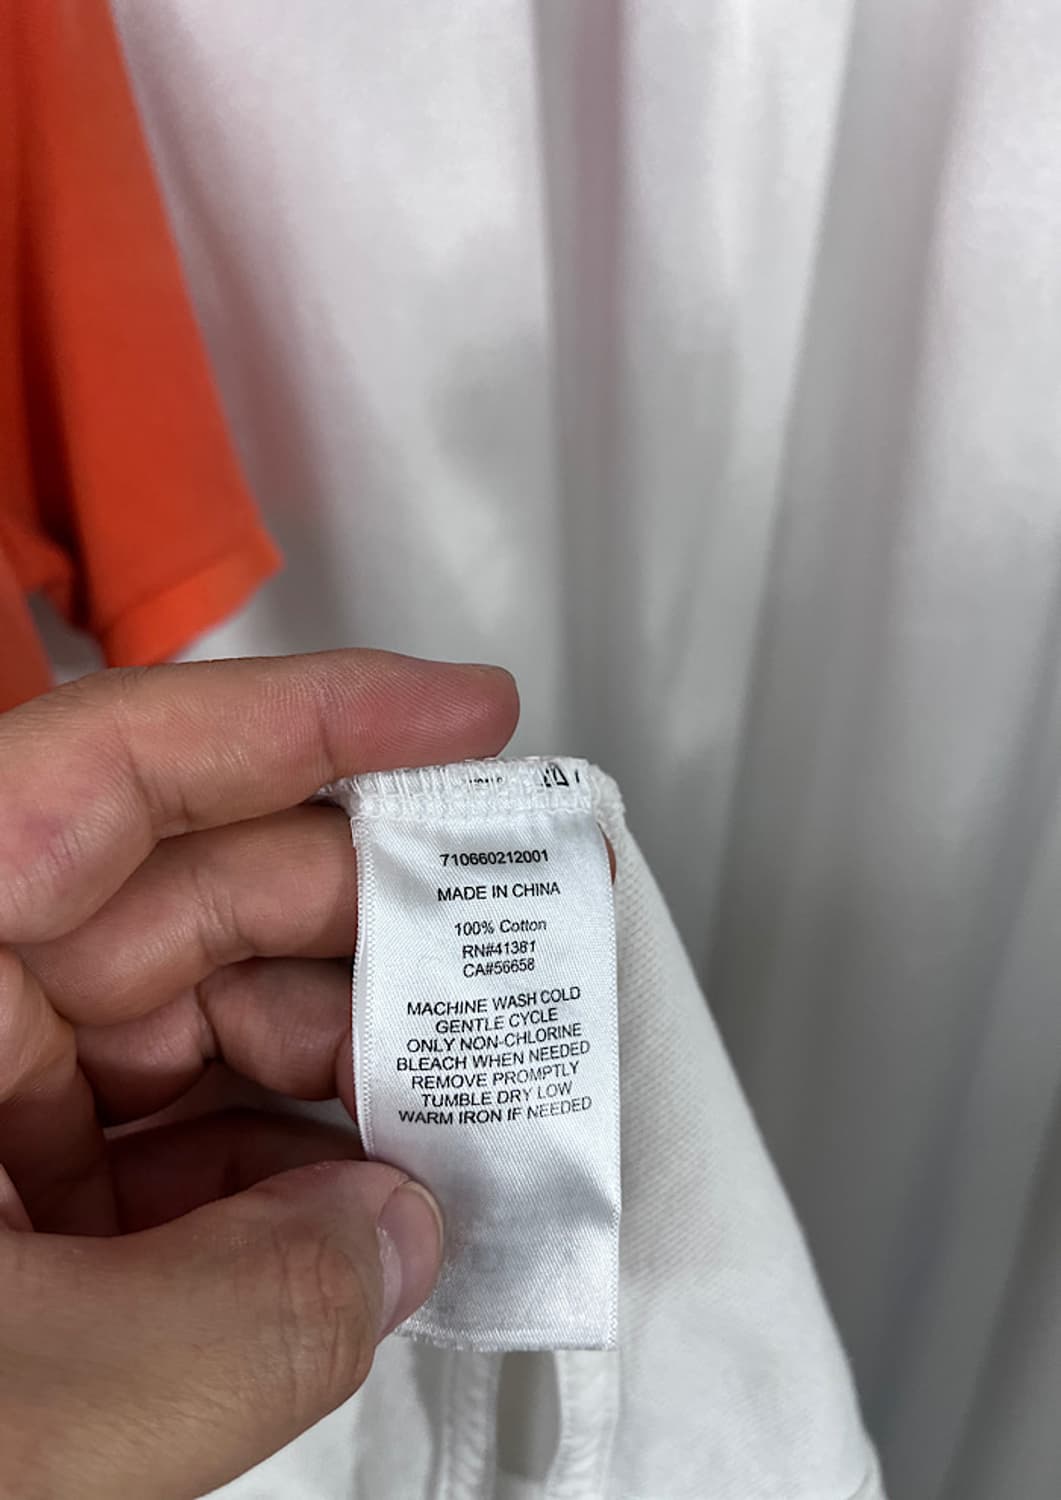 710660212001
MADE IN CHINA
100% Cotton
RN#41381
CA#56658
MACHINE WASH COLD
GENTLE CYCLE
ONLY NON-CHLORINE
BLEACH WHEN NEEDED
REMOVE PROMPTLY
TUMBLE DRY LOW
WARM IRON IF NEEDED